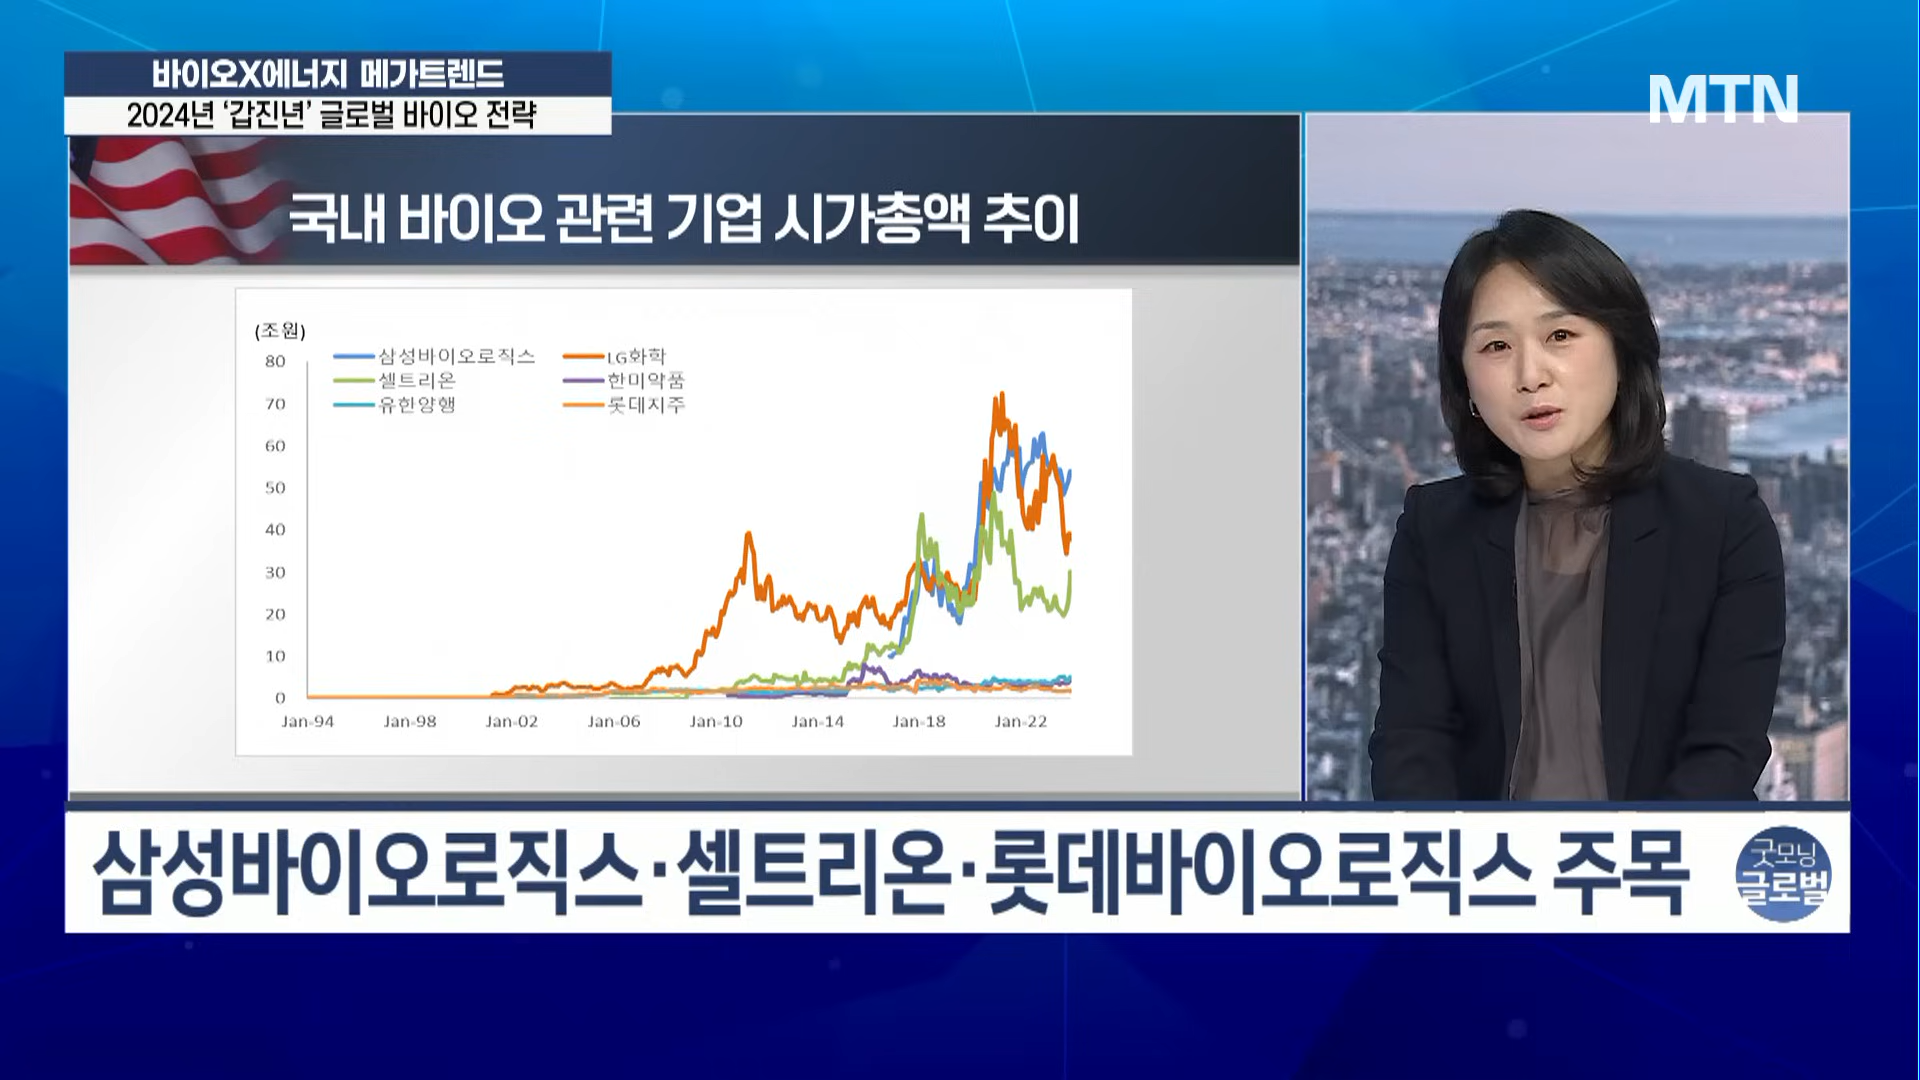 바이오X에너지 메가트렌드
2024년 ‘갑진년’ 글로벌 바이오 전략
MTN
국내 바이오 관련 기업 시가총액 추이
(조원)
삼성바이오로직스 LG화학
셀트리온 한미약품
유한양행 롯데지주
80
70
60
50
40
30
20
10
0
Jan-94 Jan-98 Jan-02 Jan-06 Jan-10 Jan-14 Jan-18 Jan-22
삼성바이오로직스·셀트리온·롯데바이오로직스 주목
굿모닝
글로벌